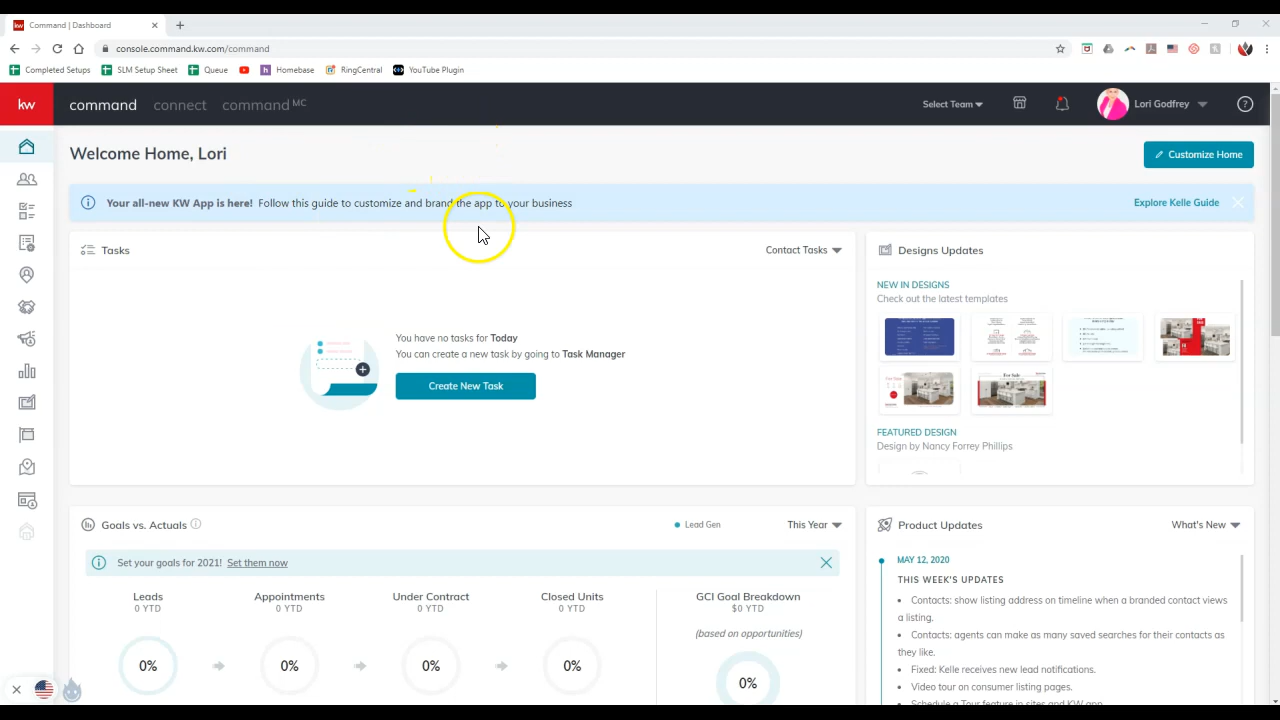 Command | Dashboard
console.command.kw.com/command
Completed Setups
SLM Setup Sheet
Queue
Homebase
RingCentral
YouTube Plugin
kw
command
connect
command MC
Select Team
Lori Godfrey
Welcome Home, Lori
Customize Home
Your all-new KW App is here! Follow this guide to customize and brand the app to your business
Explore Kelle Guide
Tasks
Contact Tasks
You have no tasks for Today
You can create a new task by going to Task Manager
Create New Task
Designs Updates
NEW IN DESIGNS
Check out the latest templates
FEATURED DESIGN
Design by Nancy Forrey Phillips
Goals vs. Actuals
Lead Gen
This Year
Set your goals for 2021! Set them now
Leads
0 YTD
Appointments
0 YTD
Under Contract
0 YTD
Closed Units
0 YTD
GCI Goal Breakdown
$0 YTD
(based on opportunities)
0%
0%
0%
0%
0%
Product Updates
What's New
MAY 12, 2020
THIS WEEK'S UPDATES
• Contacts: show listing address on timeline when a branded contact views
a listing.
• Contacts: agents can make as many saved searches for their contacts as
they like.
• Fixed: Kelle receives new lead notifications.
• Video tour on consumer listing pages.
• Schedule a Tour feature in sites and KW app